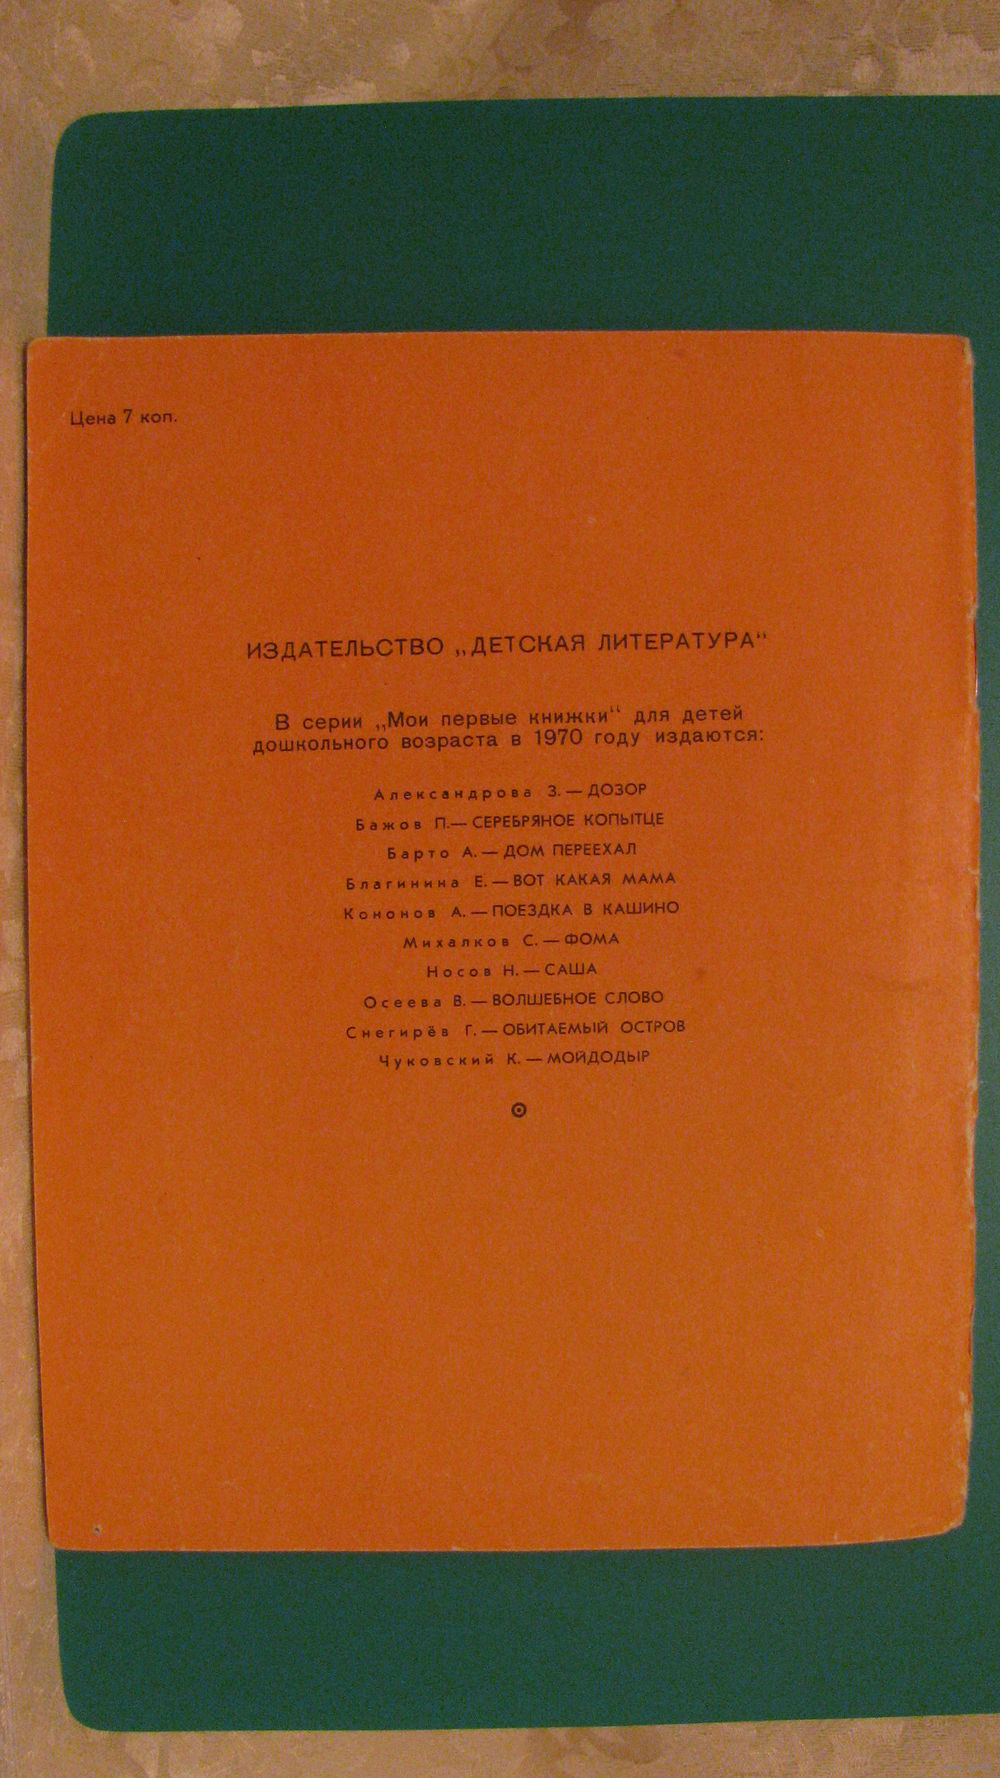 Цена 7 коп.
ИЗДАТЕЛЬСТВО „ДЕТСКАЯ ЛИТЕРАТУРА“
В серии „Мои первые книжки“ для детей
дошкольного возраста в 1970 году издаются:
Александрова З. — ДОЗОР
Бажов П. — СЕРЕБРЯНОЕ КОПЫТЦЕ
Барто А. — ДОМ ПЕРЕЕХАЛ
Благинина Е. — ВОТ КАКАЯ МАМА
Кононов А. — ПОЕЗДКА В КАШИНО
Михалков С. — ФОМА
Носов Н. — САША
Осеева В. — ВОЛШЕБНОЕ СЛОВО
Снегирёв Г. — ОБИТАЕМЫЙ ОСТРОВ
Чуковский К. — МОЙДОДЫР